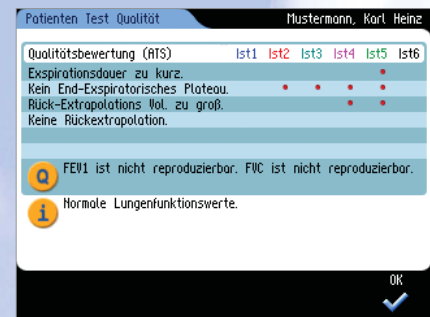 Patienten Test Qualität Mustermann, Karl Heinz
Qualitätsbewertung (ATS) Ist1 Ist2 Ist3 Ist4 Ist5 Ist6
Exspirationsdauer zu kurz.
Kein End-Exspiratorisches Plateau.
Rück-Extrapolations Vol. zu groß.
Keine Rückextrapolation.
Q FEV1 ist nicht reproduzierbar. FVC ist nicht reproduzierbar.
i Normale Lungenfunktionswerte.
OK